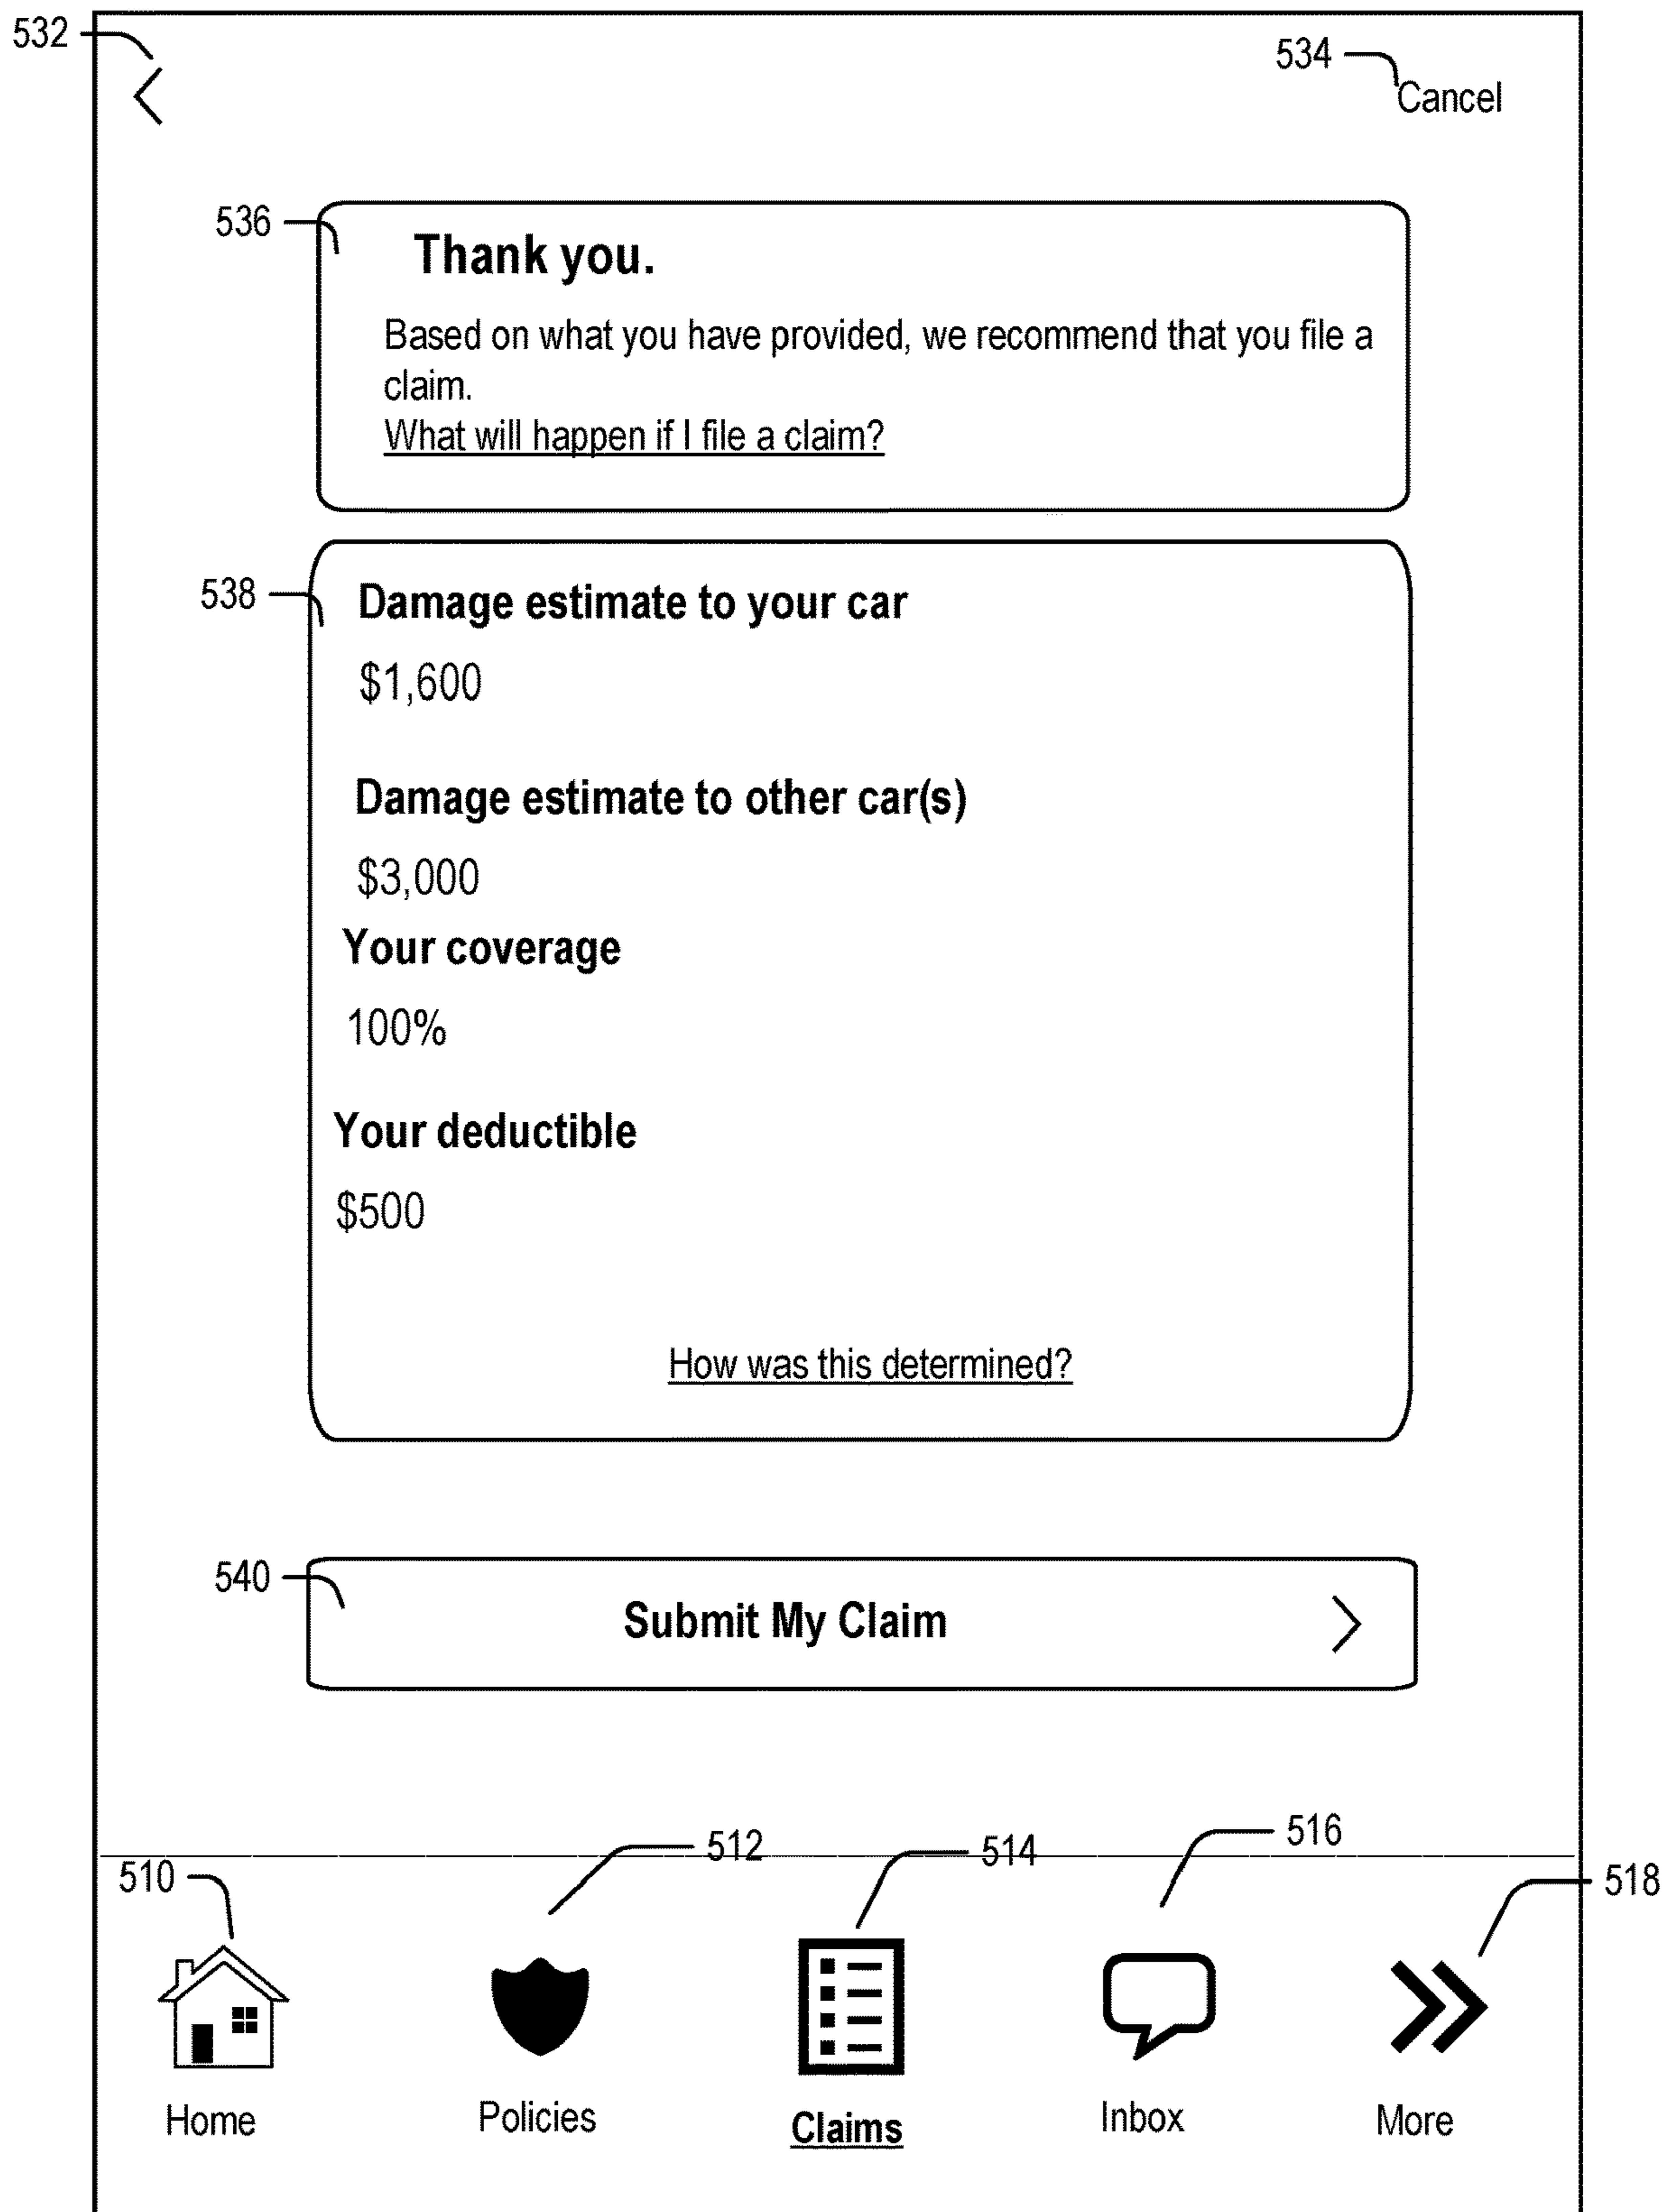 532
534
Cancel
536
Thank you.
Based on what you have provided, we recommend that you file a
claim.
What will happen if I file a claim?
538
Damage estimate to your car
$1,600
Damage estimate to other car(s)
$3,000
Your coverage
100%
Your deductible
$500
How was this determined?
540
Submit My Claim
510
512
514
516
518
Home
Policies
Claims
Inbox
More